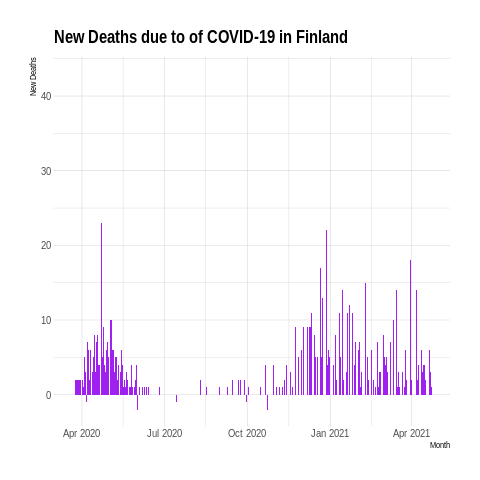 New Deaths due to of COVID-19 in Finland
New Deaths
40
30
20
10
0
Apr 2020 Jul 2020 Oct 2020 Jan 2021 Apr 2021
Month